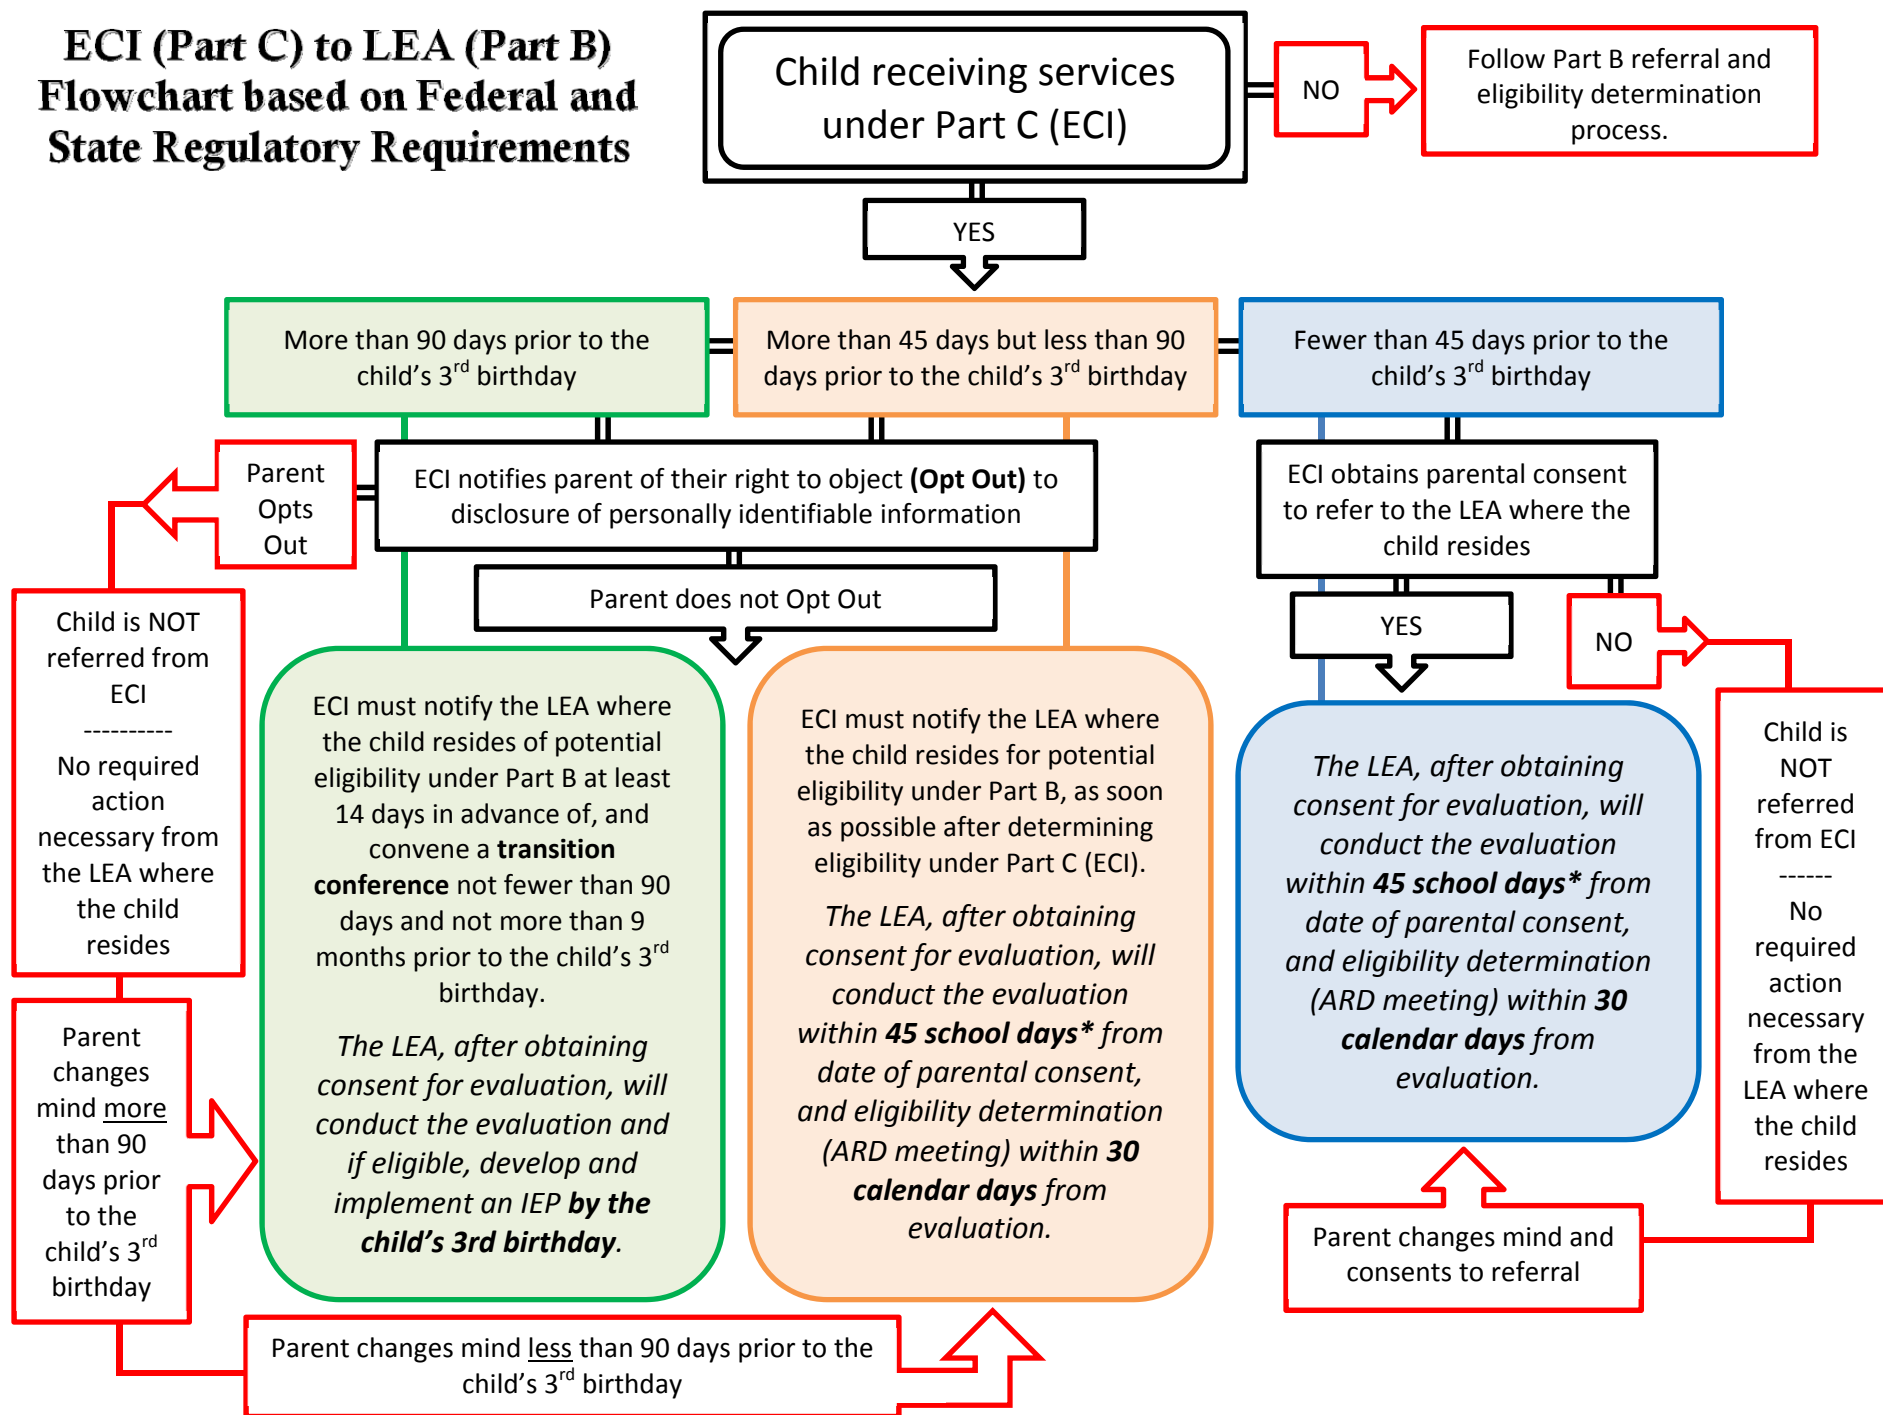 ECI (Part C) to LEA (Part B)
Flowchart based on Federal and
State Regulatory Requirements
Child receiving services
under Part C (ECI)
NO
Follow Part B referral and
eligibility determination
process.
YES
More than 90 days prior to the
child’s 3rd birthday
More than 45 days but less than 90
days prior to the child’s 3rd birthday
Fewer than 45 days prior to the
child’s 3rd birthday
Parent
Opts
Out
ECI notifies parent of their right to object (Opt Out) to
disclosure of personally identifiable information
ECI obtains parental consent
to refer to the LEA where the
child resides
Parent does not Opt Out
YES
NO
Child is NOT
referred from
ECI
----------
No required
action
necessary from
the LEA where
the child
resides
ECI must notify the LEA where
the child resides of potential
eligibility under Part B at least
14 days in advance of, and
convene a transition
conference not fewer than 90
days and not more than 9
months prior to the child’s 3rd
birthday.
The LEA, after obtaining
consent for evaluation, will
conduct the evaluation and
if eligible, develop and
implement an IEP by the
child’s 3rd birthday.
ECI must notify the LEA where
the child resides for potential
eligibility under Part B, as soon
as possible after determining
eligibility under Part C (ECI).
The LEA, after obtaining
consent for evaluation, will
conduct the evaluation
within 45 school days* from
date of parental consent,
and eligibility determination
(ARD meeting) within 30
calendar days from
evaluation.
The LEA, after obtaining
consent for evaluation, will
conduct the evaluation
within 45 school days* from
date of parental consent,
and eligibility determination
(ARD meeting) within 30
calendar days from
evaluation.
Child is
NOT
referred
from ECI
------
No
required
action
necessary
from the
LEA where
the child
resides
Parent
changes
mind more
than 90
days prior
to the
child’s 3rd
birthday
Parent changes mind and
consents to referral
Parent changes mind less than 90 days prior to the
child’s 3rd birthday